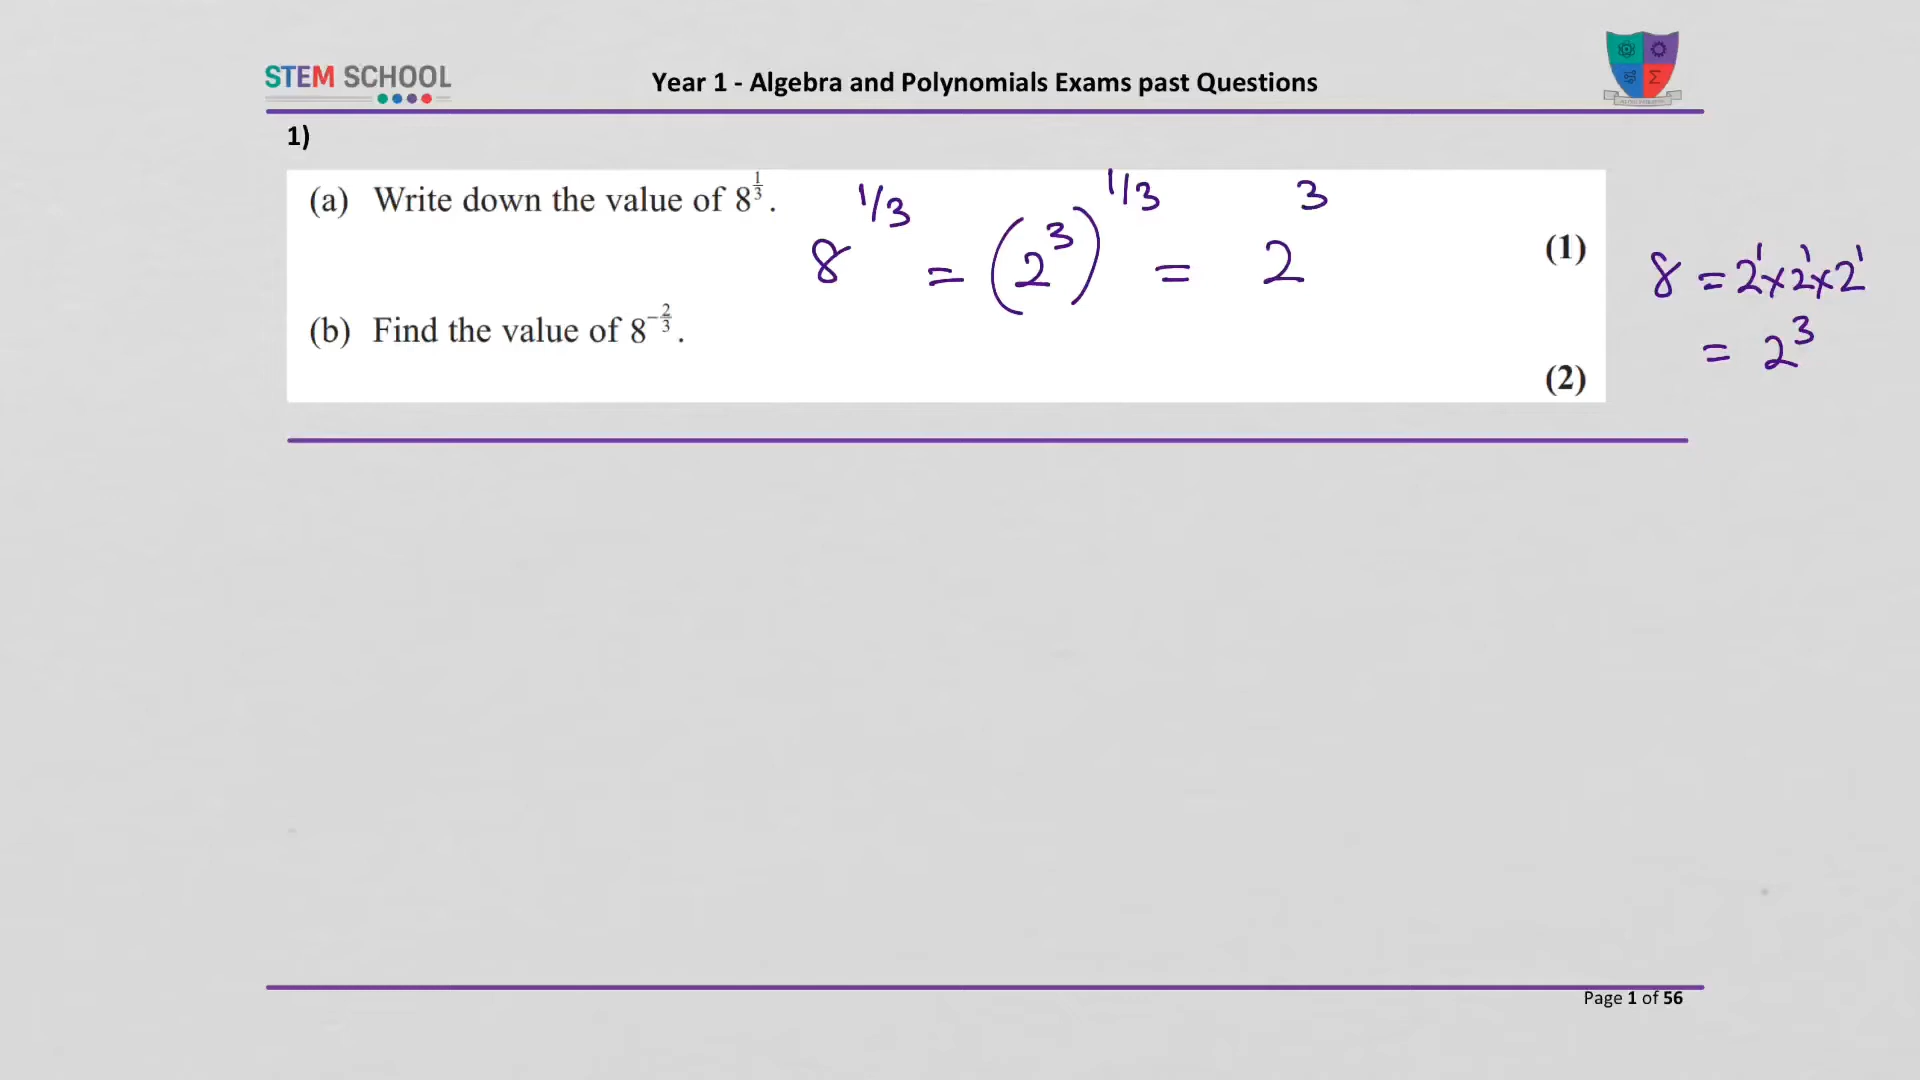 STEM SCHOOL
Year 1 - Algebra and Polynomials Exams past Questions
1)
(a) Write down the value of 8^{1/3}.
8^{1/3} = (2^3)^{1/3} = 2^3
(1)
8 = 2^1 x 2^1 x 2^1
= 2^3
(b) Find the value of 8^{-2/3}.
(2)
Page 1 of 56